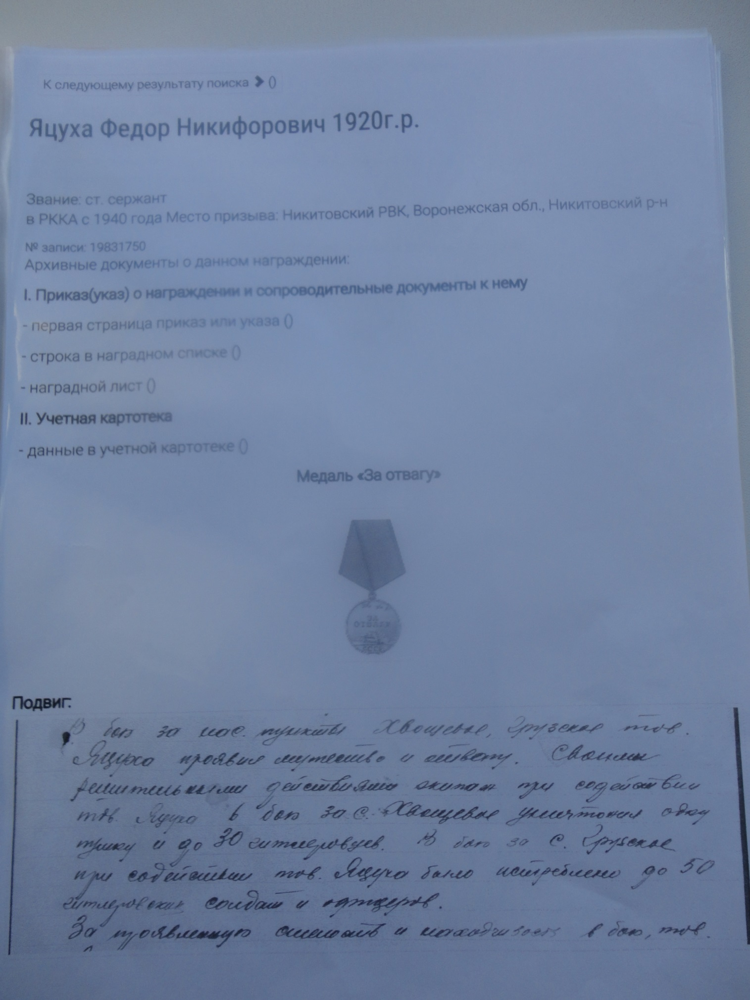 К следующему результату поиска ❯ ()
Яцуха Федор Никифорович 1920г.р.
Звание: ст. сержант
в РККА с 1940 года Место призыва: Никитовский РВК, Воронежская обл., Никитовский р-н
№ записи: 19831750
Архивные документы о данном награждении:
I. Приказ(указ) о награждении и сопроводительные документы к нему
- первая страница приказ или указа ()
- строка в наградном списке ()
- наградной лист ()
II. Учетная картотека
- данные в учетной картотеке ()
Медаль «За отвагу»
ЗА
ОТВАГУ
СССР
Подвиг:
В бою за нас. пункты Хвощевое, Грузское тов.
Яцуха проявил мужество и отвагу. Своими
решительными действиями экипаж при содействии
тов. Яцуха в бою за с. Хвощевое уничтожил одну
пушку и до 30 гитлеровцев. В бою за с. Грузское
при содействии тов. Яцуха было истреблено до 50
гитлеровских солдат и офицеров.
За проявленную смелость и находчивость в бою, тов.